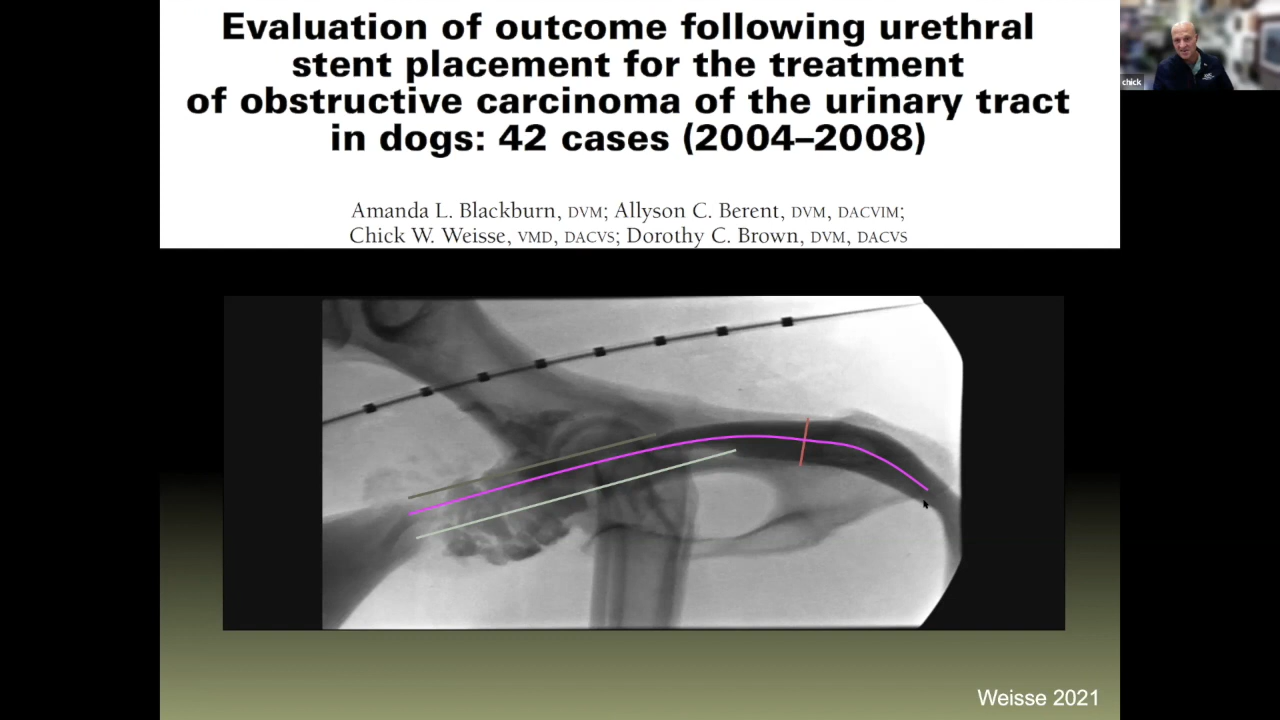 Evaluation of outcome following urethral
stent placement for the treatment
of obstructive carcinoma of the urinary tract
in dogs: 42 cases (2004–2008)
Amanda L. Blackburn, DVM; Allyson C. Berent, DVM, DACVIM;
Chick W. Weisse, VMD, DACVS; Dorothy C. Brown, DVM, DACVS
chick
Weisse 2021